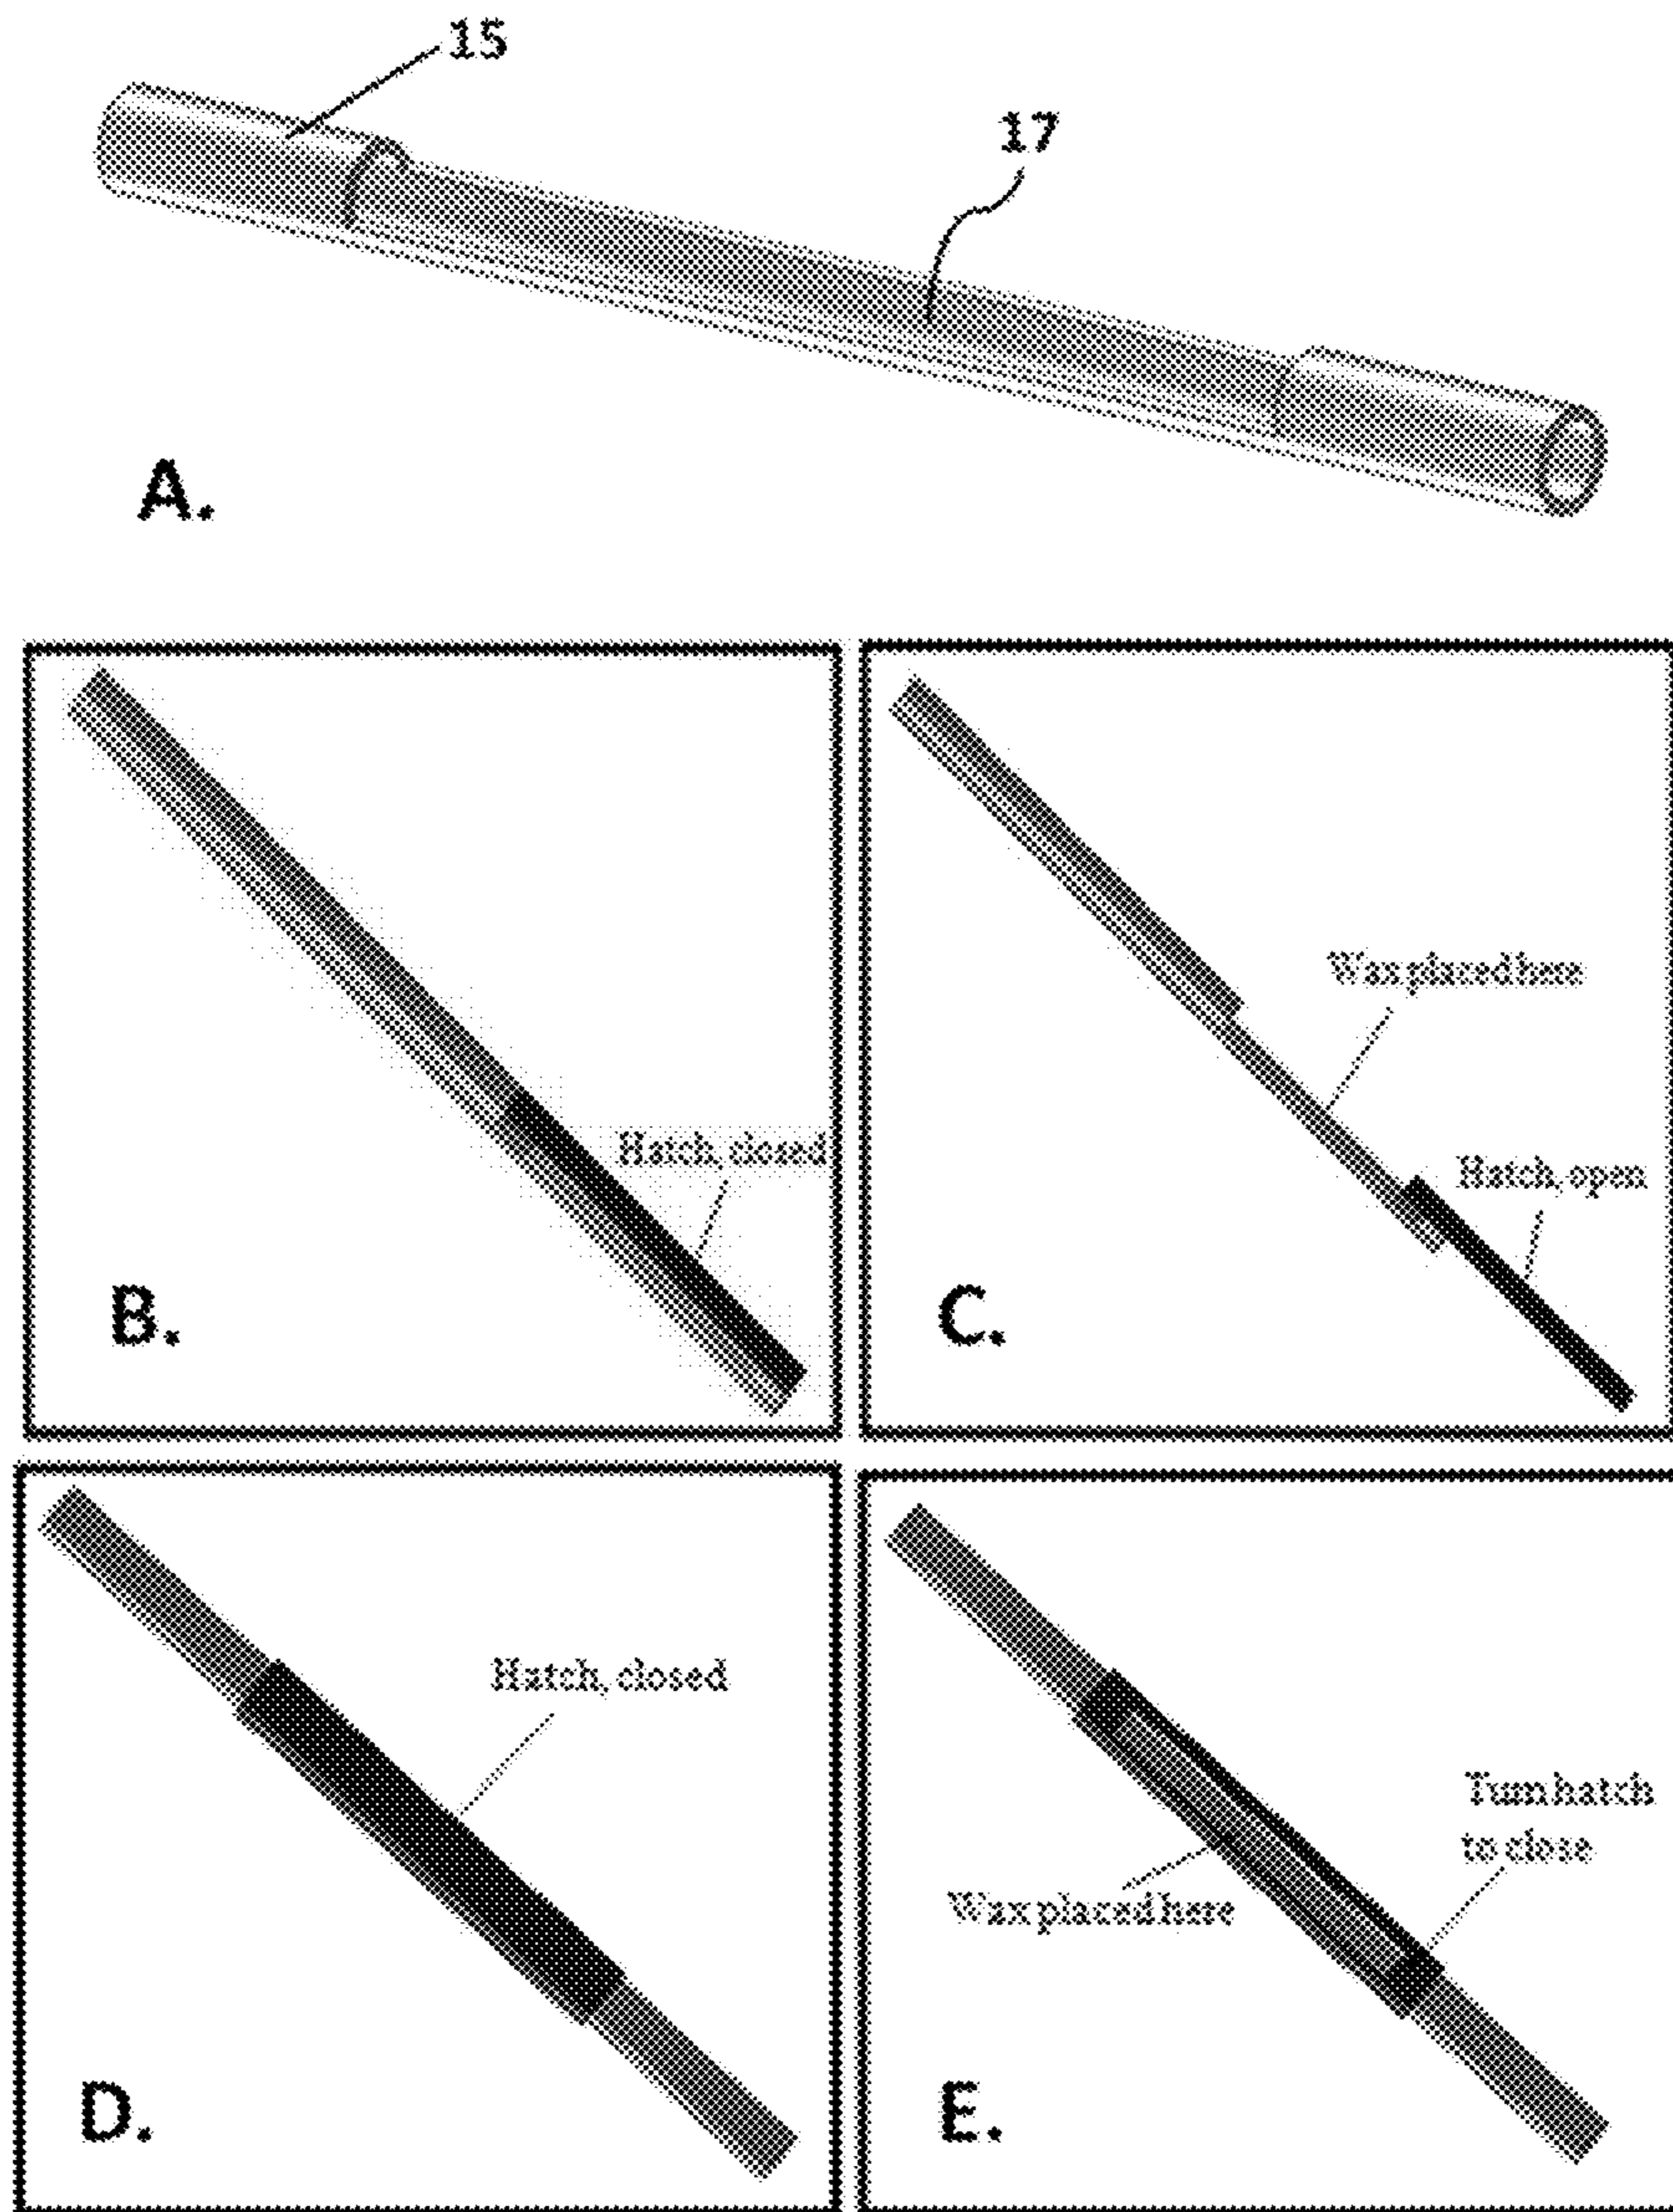 15
17
A.
Hatch, closed
B.
Wax placed here
Hatch, open
C.
Hatch, closed
D.
Turn hatch
to close
Wax placed here
E.